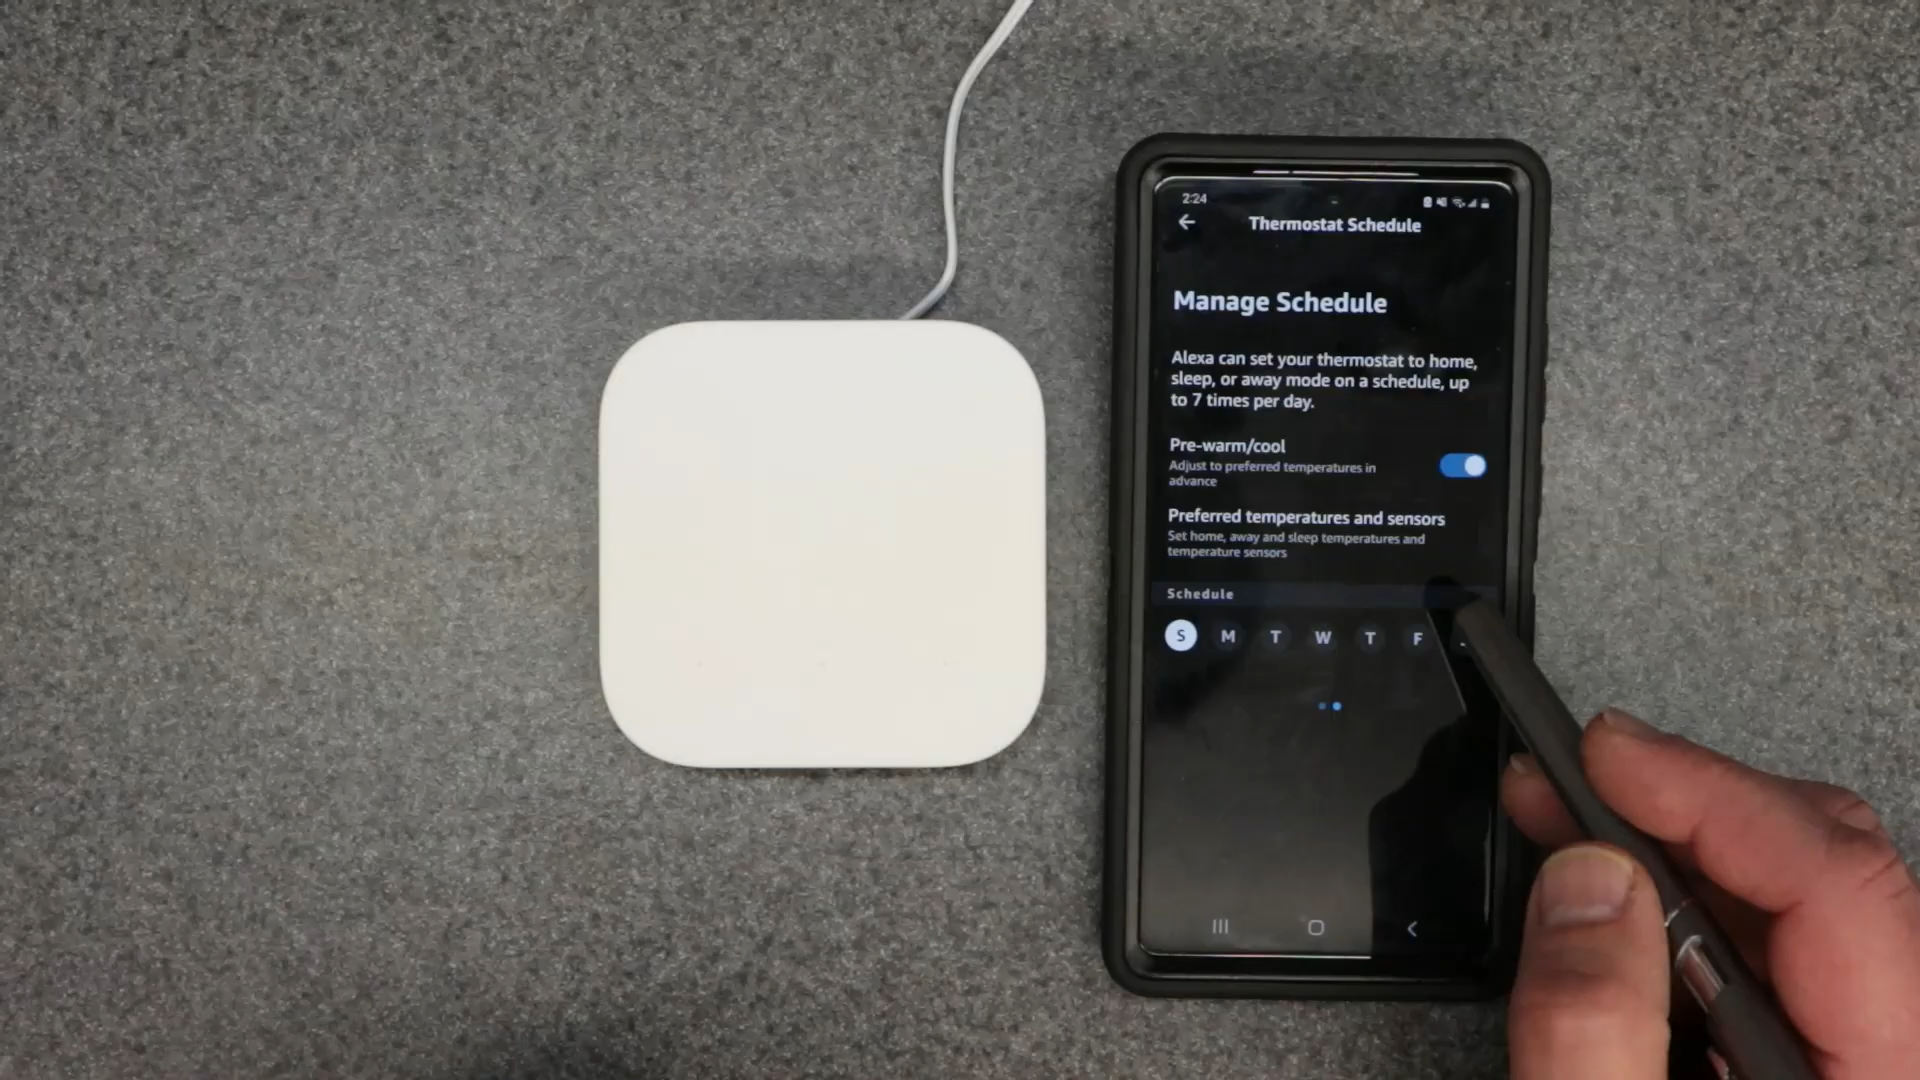 2:24
Thermostat Schedule
Manage Schedule
Alexa can set your thermostat to home,
sleep, or away mode on a schedule, up
to 7 times per day.
Pre-warm/cool
Adjust to preferred temperatures in
advance
Preferred temperatures and sensors
Set home, away and sleep temperatures and
temperature sensors
Schedule
S M T W T F